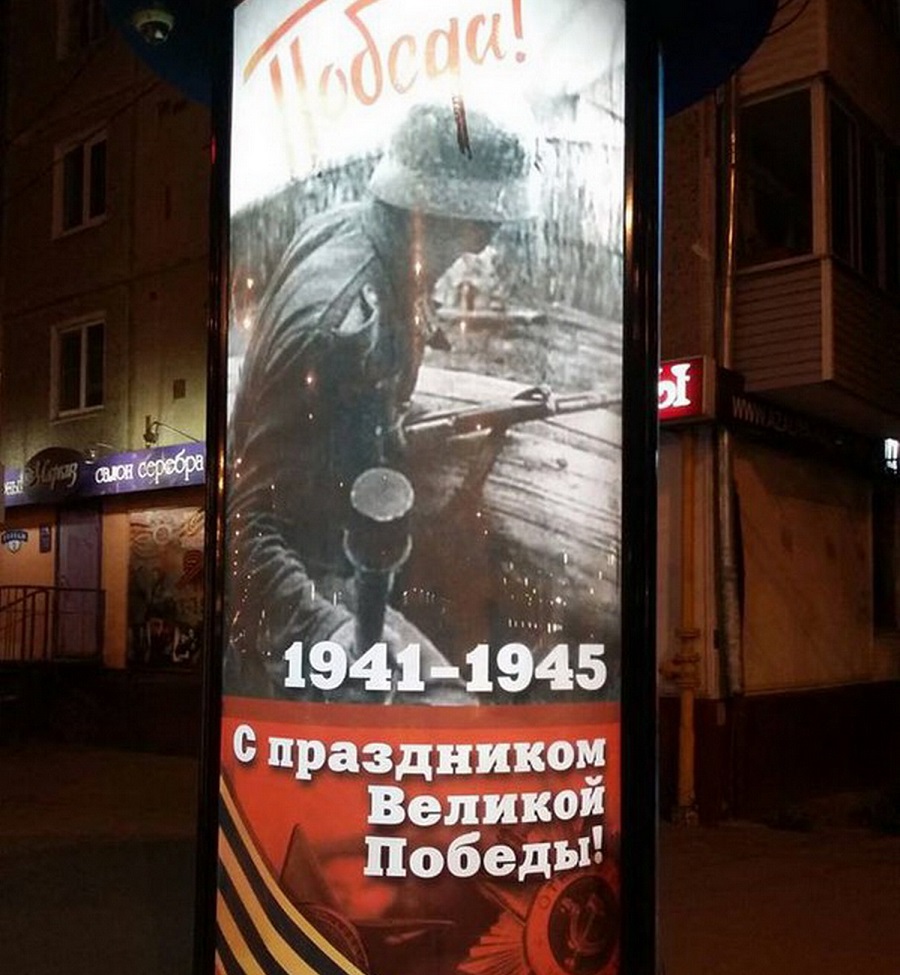 Победа!
1941-1945
С праздником
Великой
Победы!
салон серебра
Ы